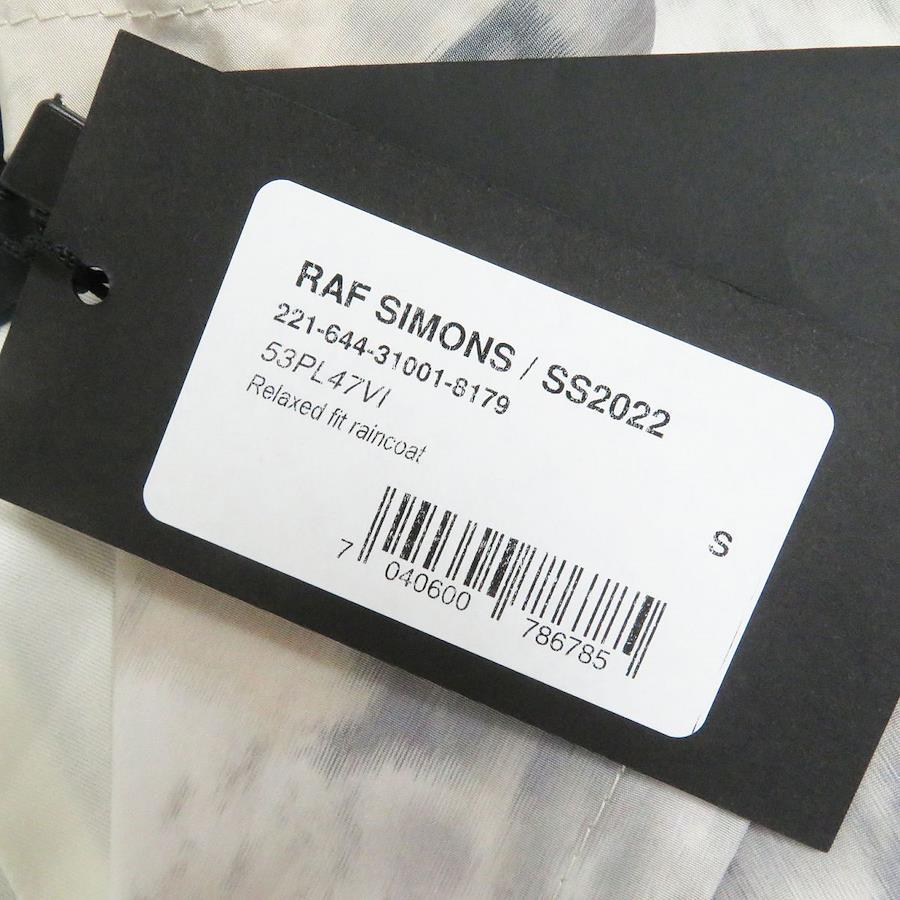 RAF SIMONS / SS2022
221-644-31001-8179
53PL47VI
Relaxed fit raincoat
S
7 040600 786785